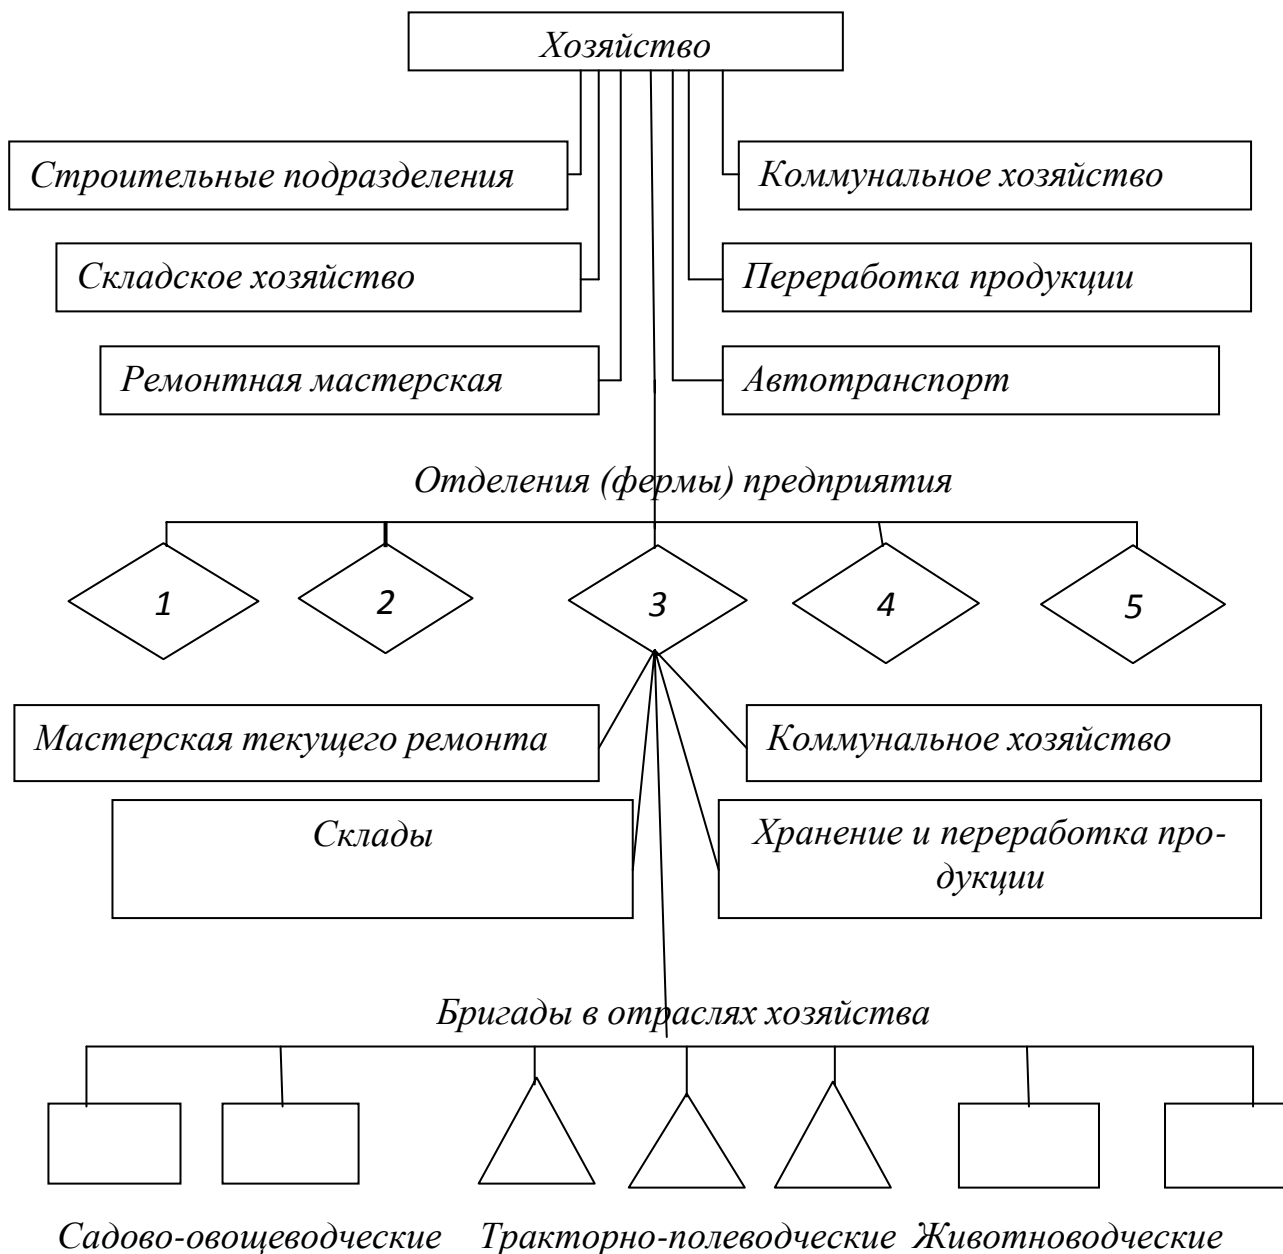 Хозяйство
Строительные подразделения
Коммунальное хозяйство
Складское хозяйство
Переработка продукции
Ремонтная мастерская
Автотранспорт
Отделения (фермы) предприятия
1
2
3
4
5
Мастерская текущего ремонта
Коммунальное хозяйство
Склады
Хранение и переработка про-
дукции
Бригады в отраслях хозяйства
Садово-овощеводческие
Тракторно-полеводческие
Животноводческие